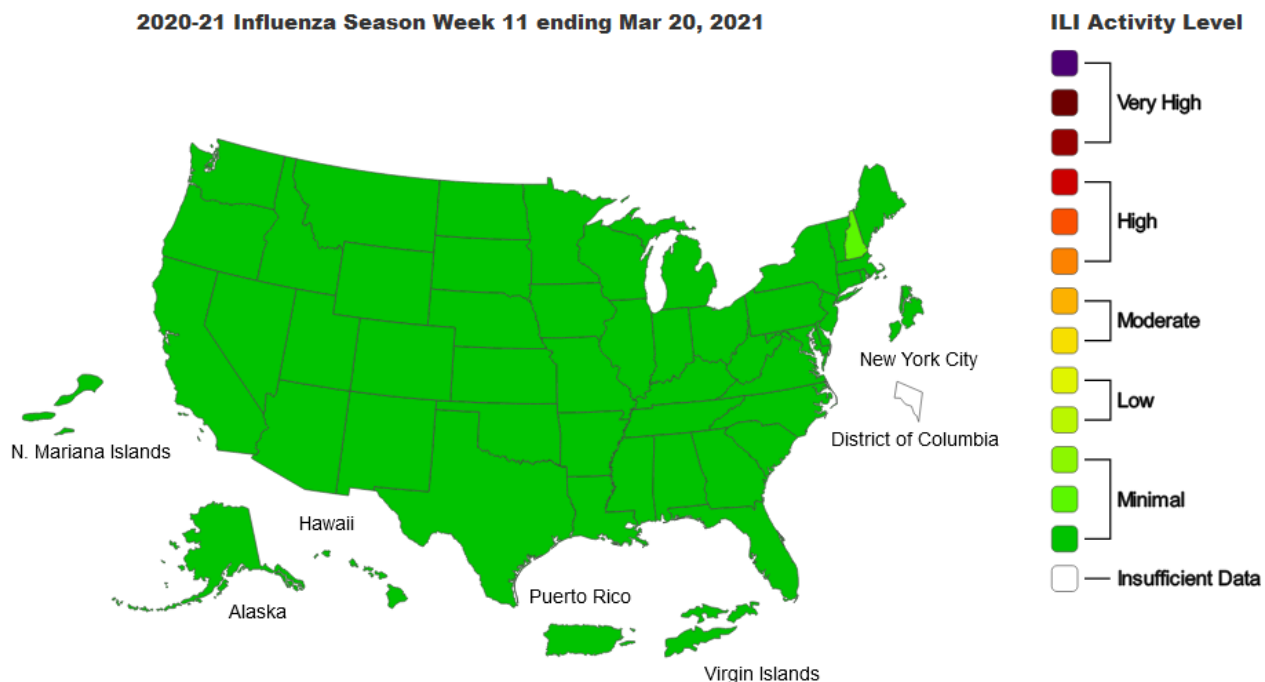 2020-21 Influenza Season Week 11 ending Mar 20, 2021
ILI Activity Level
Very High
High
Moderate
Low
Minimal
Insufficient Data
New York City
District of Columbia
N. Mariana Islands
Hawaii
Alaska
Puerto Rico
Virgin Islands